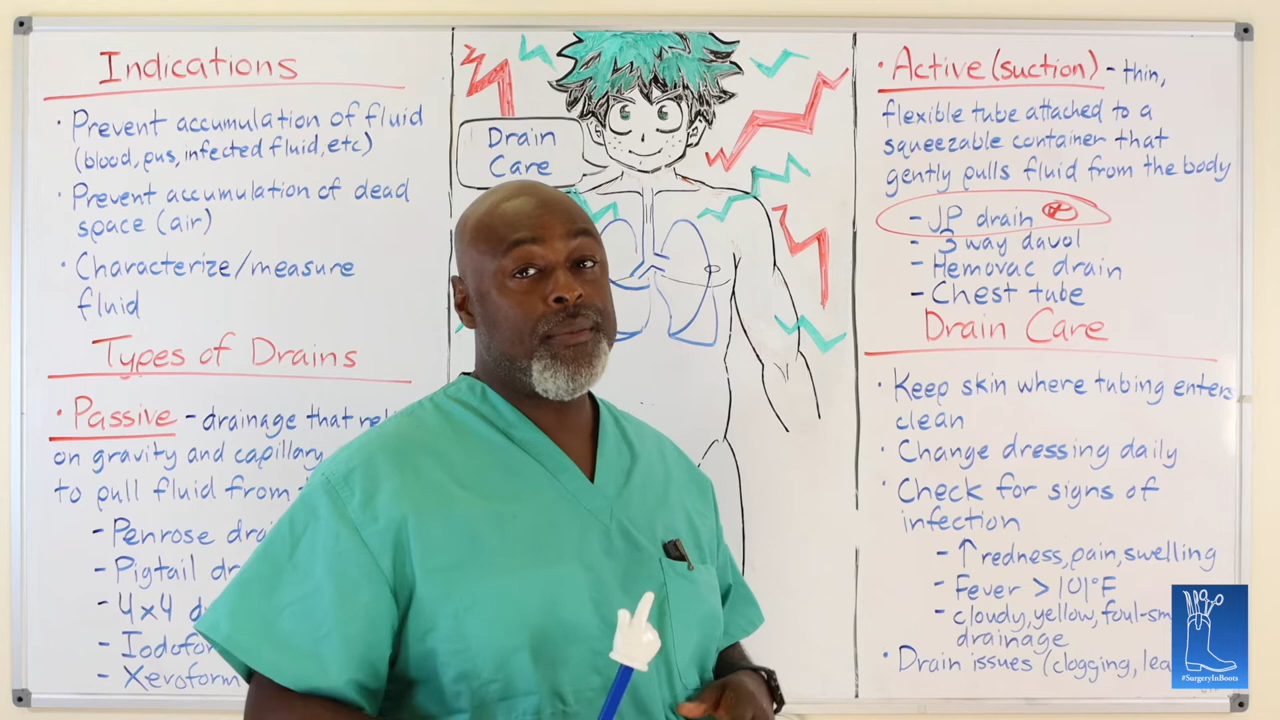 Indications
• Prevent accumulation of fluid
(blood, pus, infected fluid, etc)
• Prevent accumulation of dead
space (air)
• Characterize/measure
fluid
Types of Drains
• Passive - drainage that
on gravity and capillary
to pull fluid from
- Penrose
- Pigtail
- 4x4
-
- Xeroform
Drain
Care
• Active (suction) - thin,
flexible tube attached to a
squeezable container that
gently pulls fluid from the body
- JP drain
- 3 way davol
- Hemovac drain
- Chest tube
Drain Care
• Keep skin where tubing enters
clean
• Change dressing daily
• Check for signs of
infection
- ↑ redness, pain, swelling
- Fever > 101°F
- cloudy, yellow,
drainage
• Drain issues (clogging,
#SurgeryInBoots